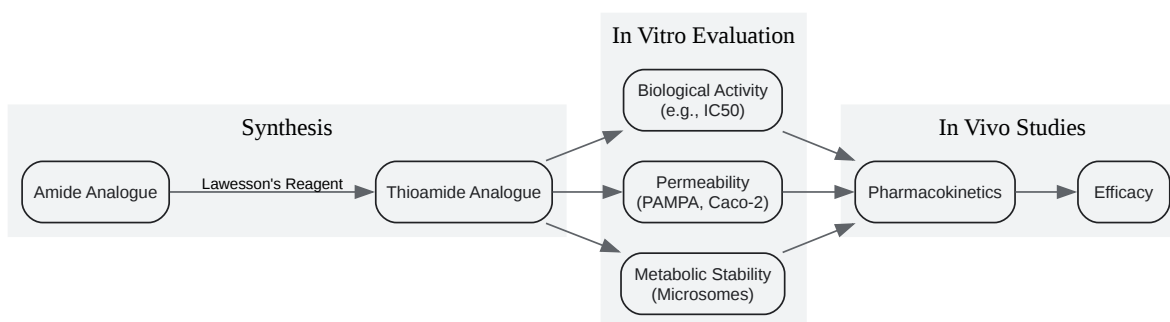 Synthesis
Amide Analogue
Lawesson's Reagent
Thioamide Analogue
In Vitro Evaluation
Biological Activity
(e.g., IC50)
Permeability
(PAMPA, Caco-2)
Metabolic Stability
(Microsomes)
In Vivo Studies
Pharmacokinetics
Efficacy